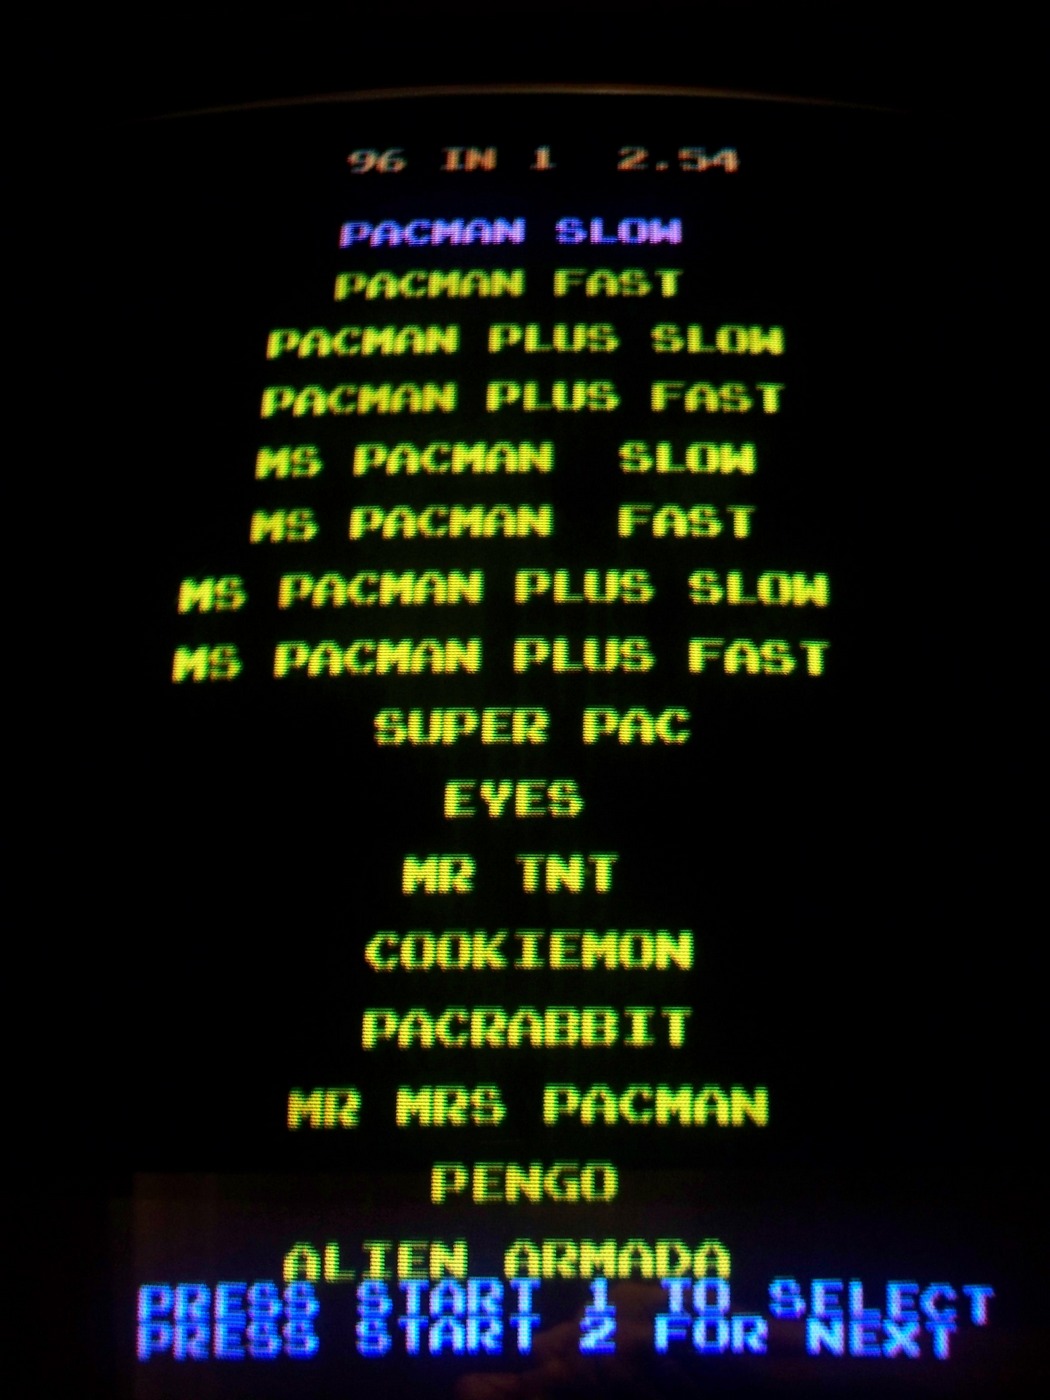 96 IN 1 2.54
PACMAN SLOW
PACMAN FAST
PACMAN PLUS SLOW
PACMAN PLUS FAST
MS PACMAN SLOW
MS PACMAN FAST
MS PACMAN PLUS SLOW
MS PACMAN PLUS FAST
SUPER PAC
EYES
MR TNT
COOKIEMON
PACRABBIT
MR MRS PACMAN
PENGO
ALIEN ARMADA
PRESS START 1 TO SELECT
PRESS START 2 FOR NEXT